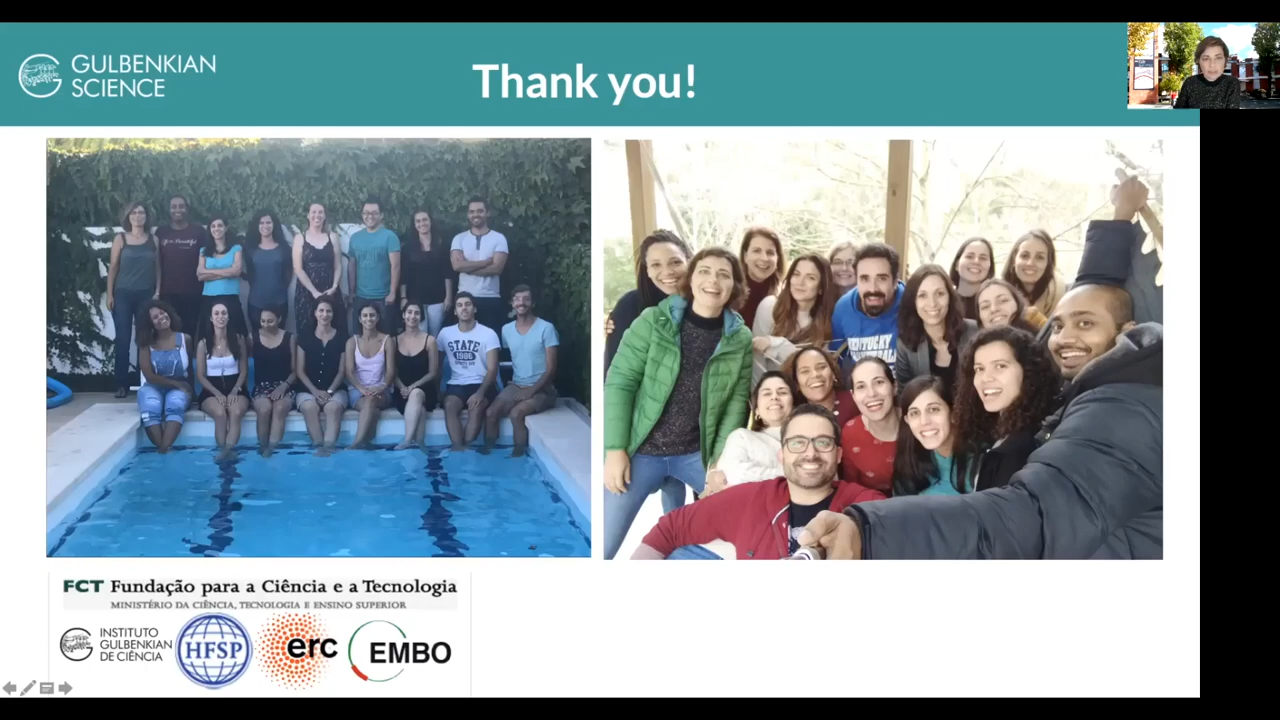 GULBENKIAN
SCIENCE
Thank you!
STATE
1986
KENTUCKY
FCT Fundação para a Ciência e a Tecnologia
MINISTÉRIO DA CIÊNCIA, TECNOLOGIA E ENSINO SUPERIOR
INSTITUTO
GULBENKIAN
DE CIÊNCIA
HFSP
erc
EMBO